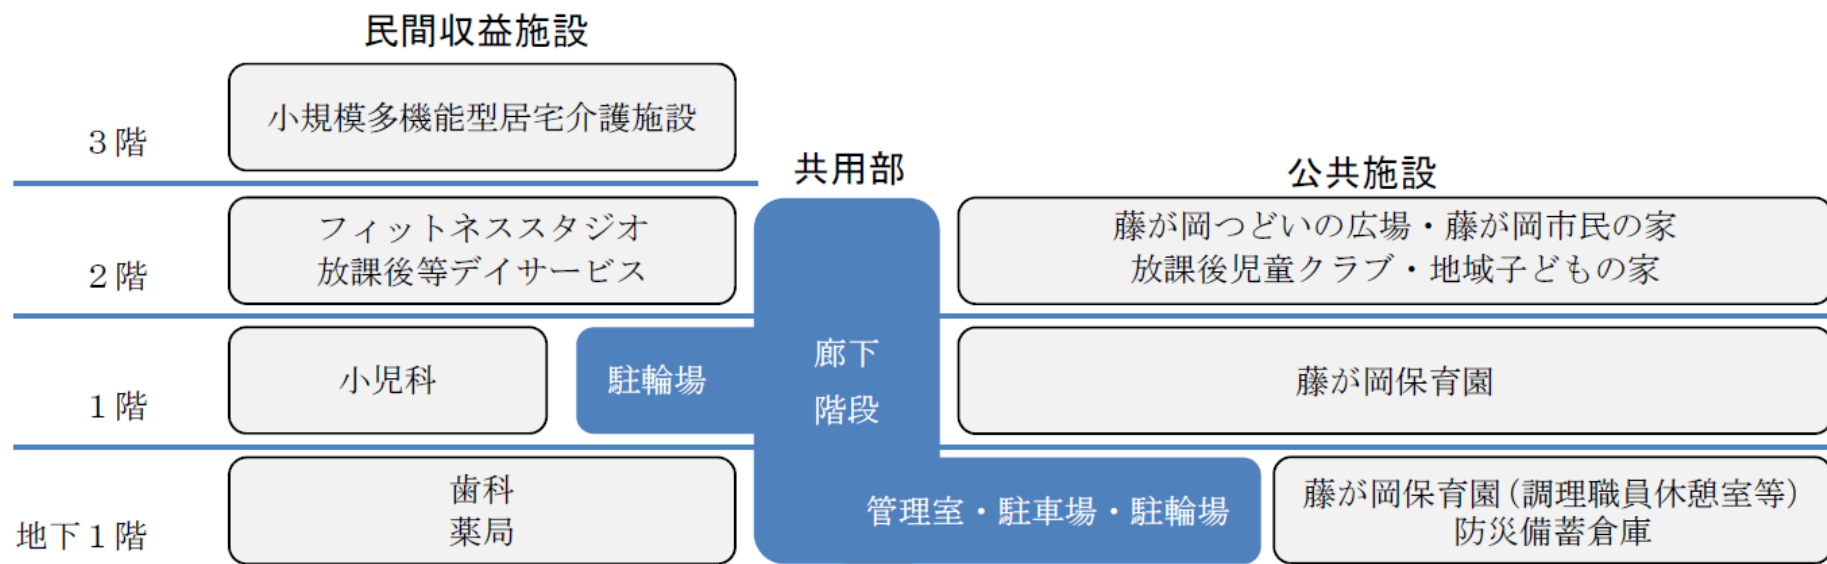 民間収益施設
小規模多機能型居宅介護施設
３階
共用部
公共施設
フィットネススタジオ
放課後等デイサービス
２階
藤が岡つどいの広場・藤が岡市民の家
放課後児童クラブ・地域子どもの家
小児科
駐輪場
廊下
階段
藤が岡保育園
１階
歯科
薬局
管理室・駐車場・駐輪場
藤が岡保育園（調理職員休憩室等）
防災備蓄倉庫
地下１階